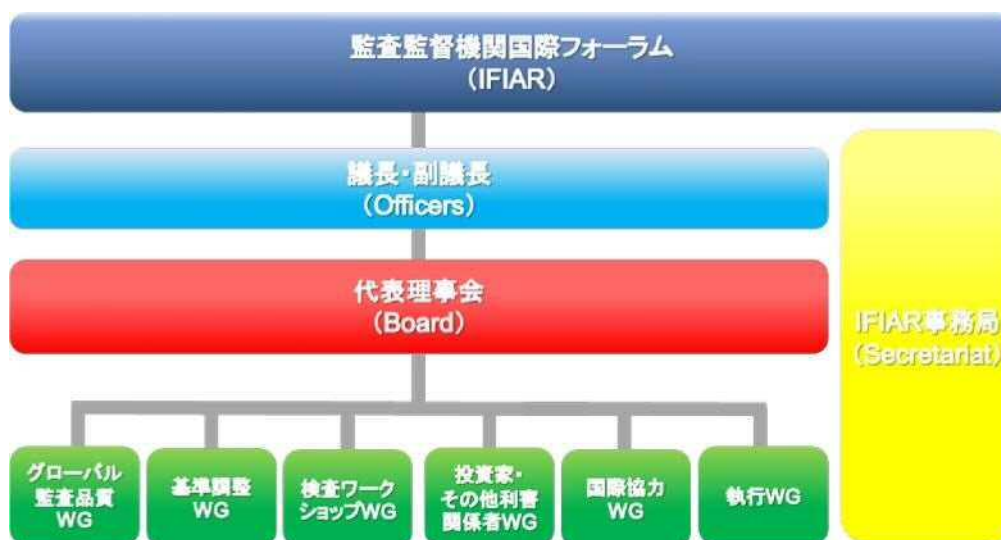 監査監督機関国際フォーラム
(IFIAR)
議長・副議長
(Officers)
代表理事会
(Board)
IFIAR事務局
(Secretariat)
グローバル
監査品質
WG
基準調整
WG
検査ワーク
ショップWG
投資家・
その他利害
関係者WG
国際協力
WG
執行WG